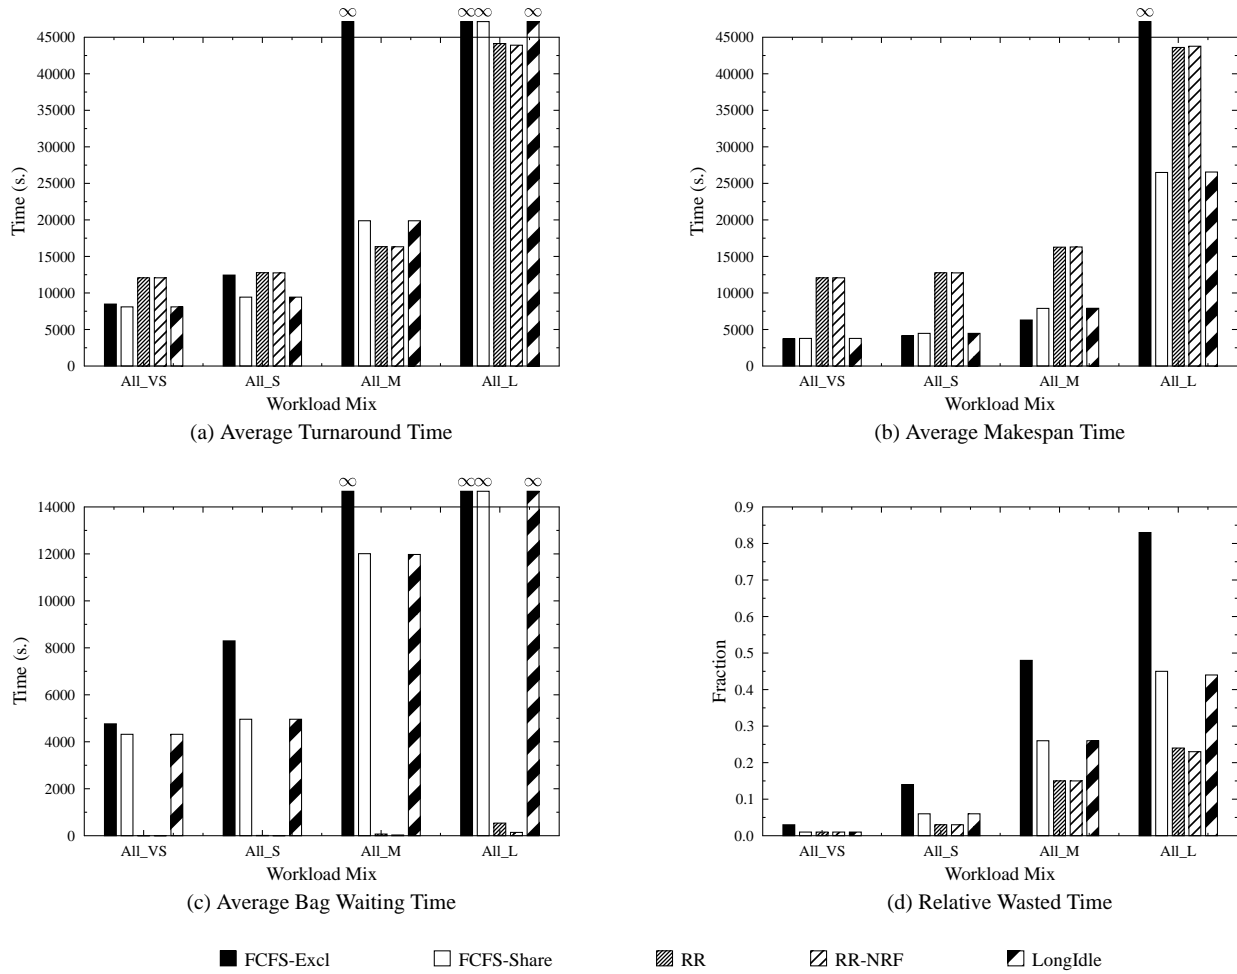 ∞ ∞ ∞ ∞
45000
40000
35000
30000
25000
20000
15000
10000
5000
0
Time (s.)
All_VS All_S All_M All_L
Workload Mix
(a) Average Turnaround Time
∞
45000
40000
35000
30000
25000
20000
15000
10000
5000
0
Time (s.)
All_VS All_S All_M All_L
Workload Mix
(b) Average Makespan Time
∞ ∞ ∞ ∞
14000
12000
10000
8000
6000
4000
2000
0
Time (s.)
All_VS All_S All_M All_L
Workload Mix
(c) Average Bag Waiting Time
0.9
0.8
0.7
0.6
0.5
0.4
0.3
0.2
0.1
0.0
Fraction
All_VS All_S All_M All_L
Workload Mix
(d) Relative Wasted Time
FCFS-Excl FCFS-Share RR RR-NRF LongIdle